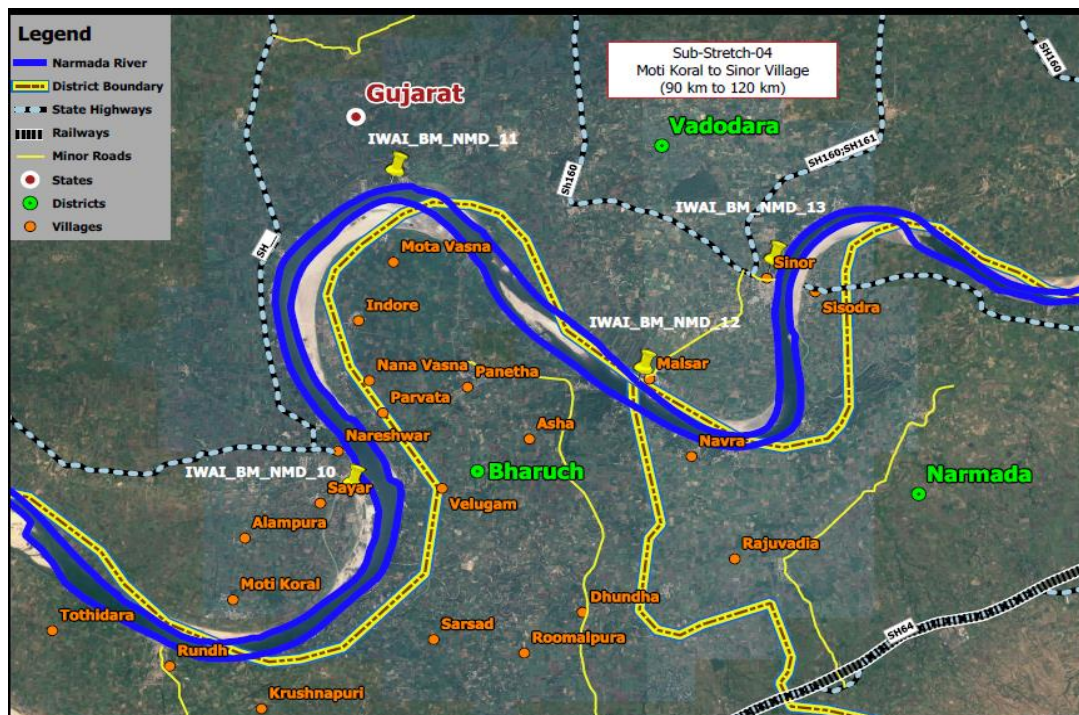 Legend
Narmada River
District Boundary
State Highways
Railways
Minor Roads
States
Districts
Villages
Sub-Stretch-04
Moti Koral to Sinor Village
(90 km to 120 km)
SH160
SH160
Gujarat
Vadodara
IWAI_BM_NMD_11
SH160;SH161
Sh160
IWAI_BM_NMD_13
SH__
Mota Vasna
Sinor
Indore
Sisodra
IWAI_BM_NMD_12
Malsar
Nana Vasna
Panetha
Parvata
Asha
Nareshwar
Navra
IWAI_BM_NMD_10
Bharuch
Narmada
Sayar
Velugam
Alampura
Rajuvadia
Moti Koral
Dhundha
Tothidara
Sarsad
Roomalpura
SH64
Rundh
Krushnapuri